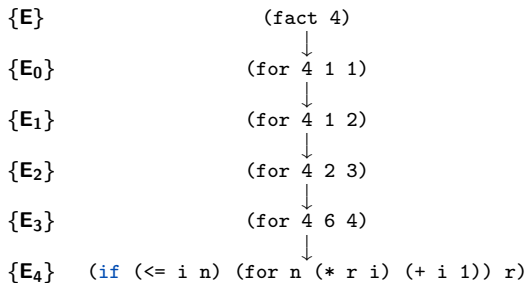 {E} (fact 4)
{E₀} (for 4 1 1)
{E₁} (for 4 1 2)
{E₂} (for 4 2 3)
{E₃} (for 4 6 4)
{E₄} (if (<= i n) (for n (* r i) (+ i 1)) r)